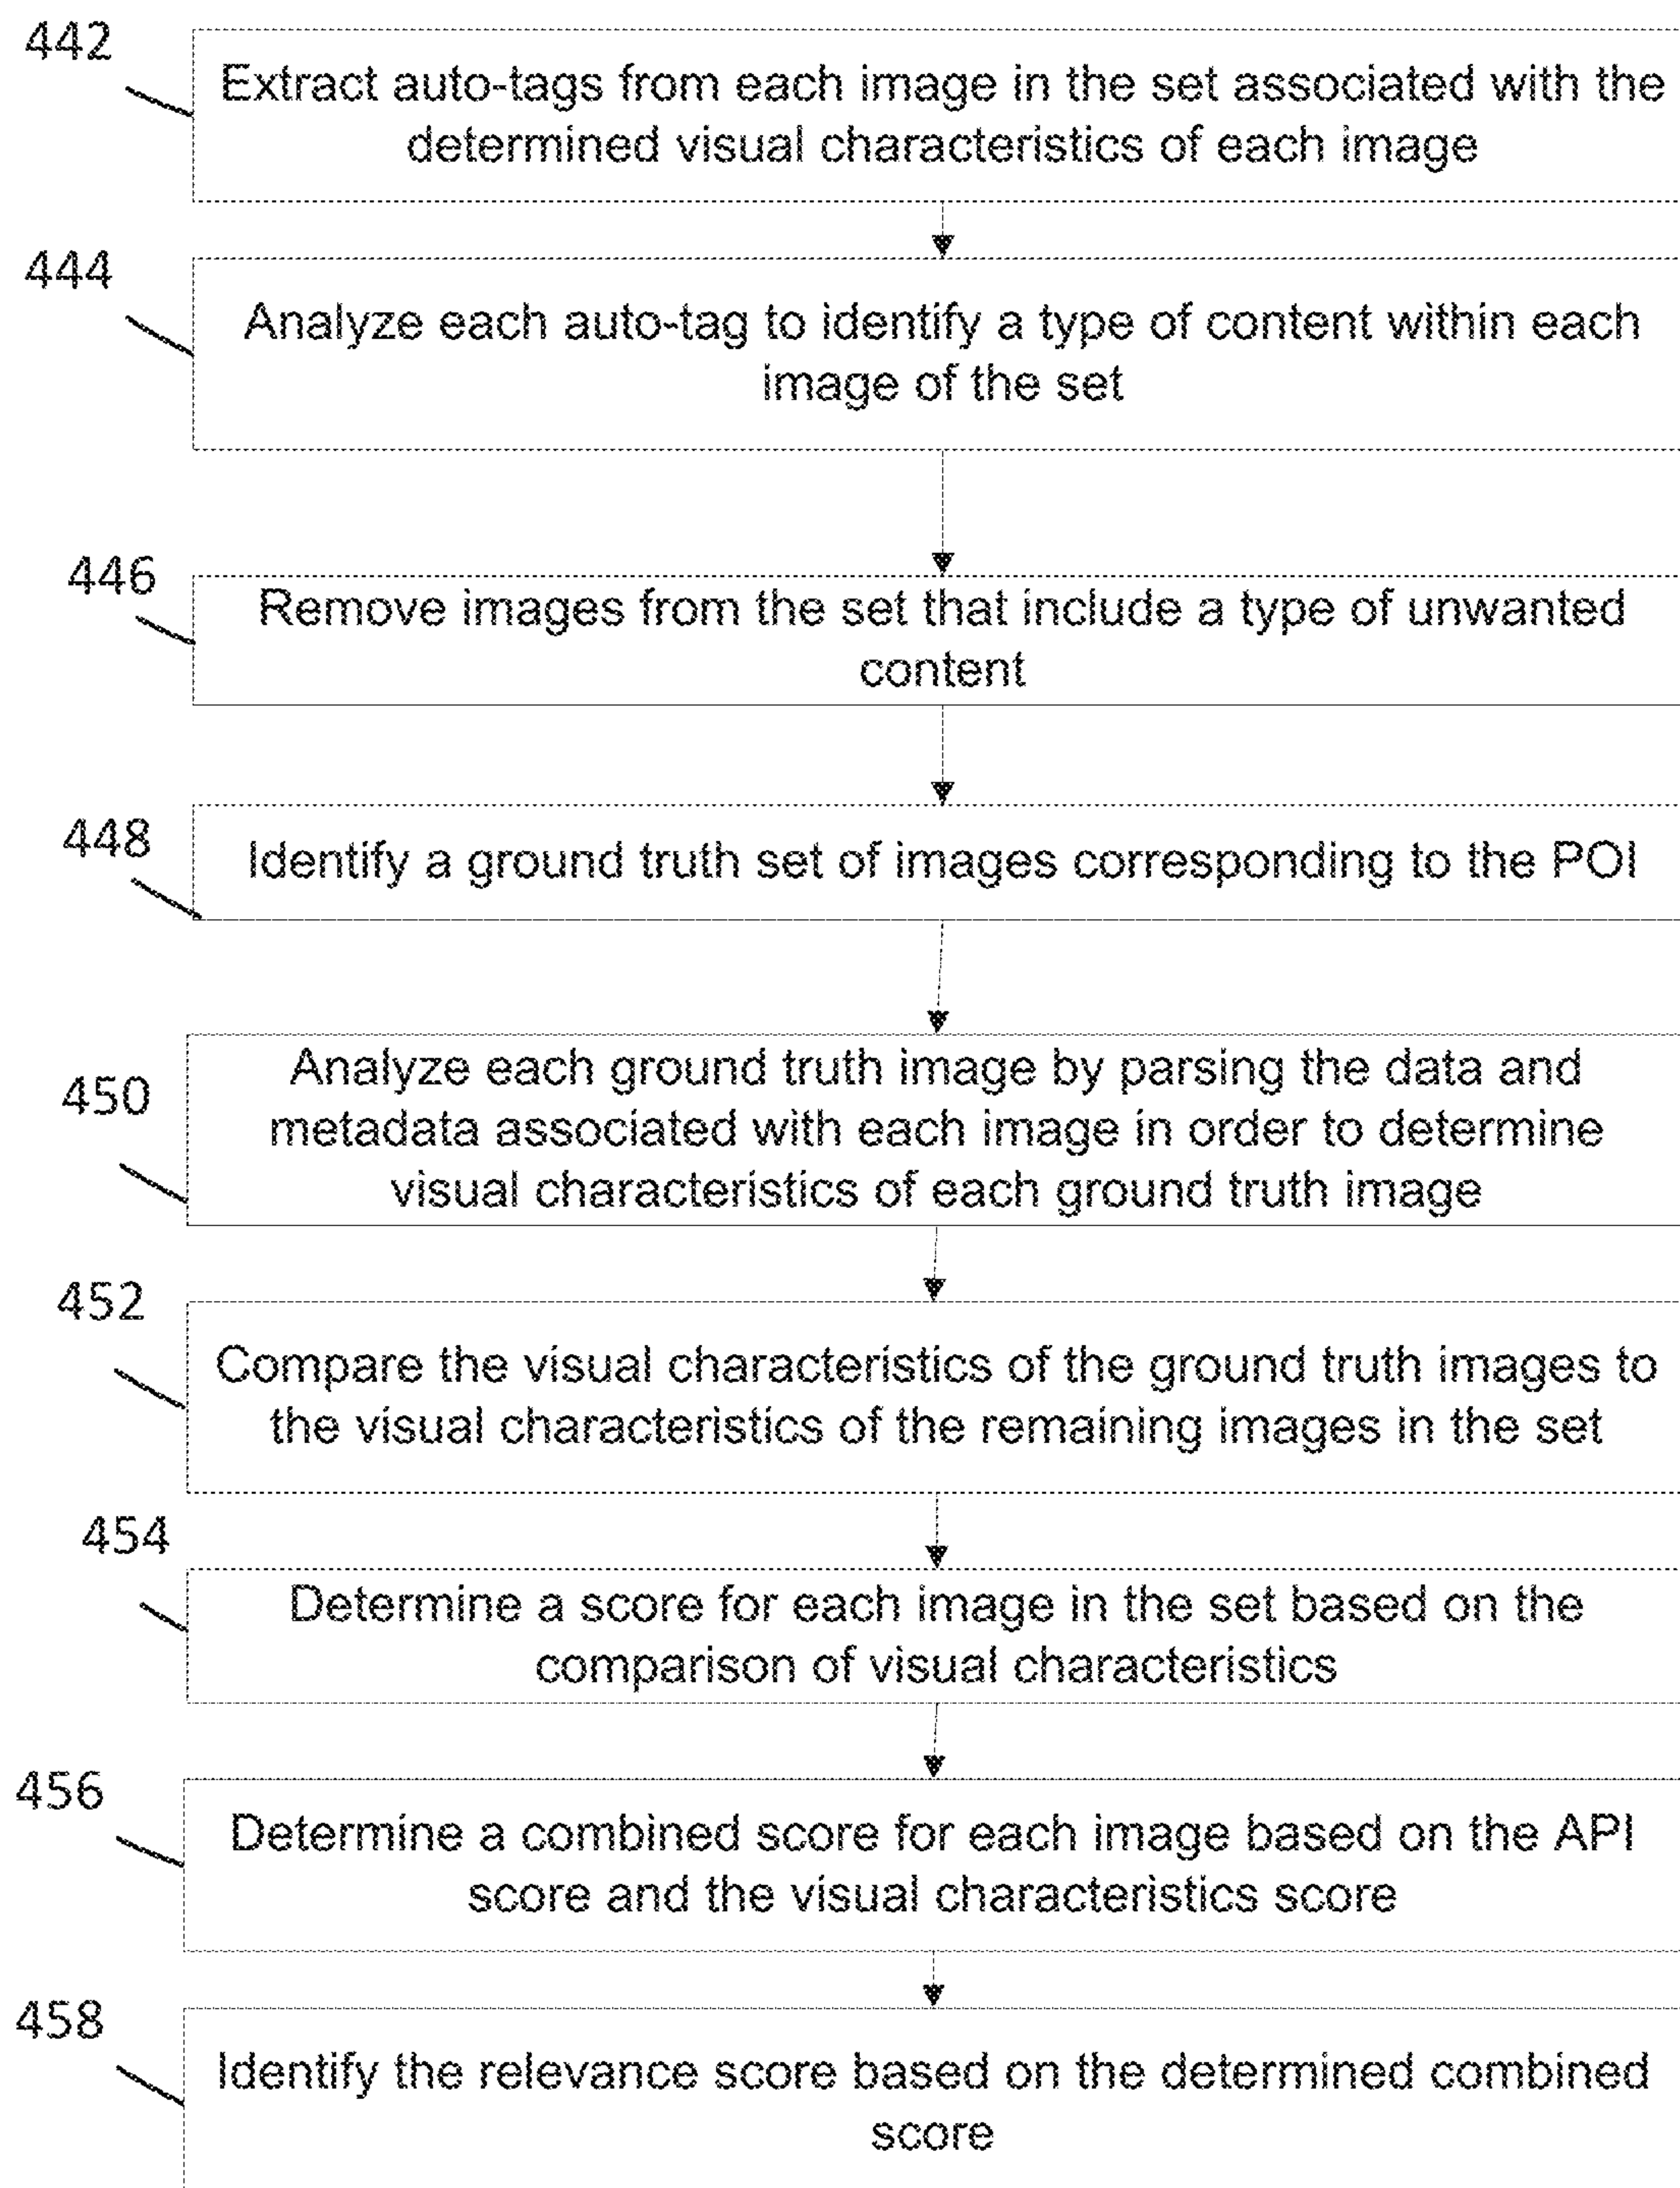 442
Extract auto-tags from each image in the set associated with the
determined visual characteristics of each image
444
Analyze each auto-tag to identify a type of content within each
image of the set
446
Remove images from the set that include a type of unwanted
content
448
Identify a ground truth set of images corresponding to the POI
450
Analyze each ground truth image by parsing the data and
metadata associated with each image in order to determine
visual characteristics of each ground truth image
452
Compare the visual characteristics of the ground truth images to
the visual characteristics of the remaining images in the set
454
Determine a score for each image in the set based on the
comparison of visual characteristics
456
Determine a combined score for each image based on the API
score and the visual characteristics score
458
Identify the relevance score based on the determined combined
score